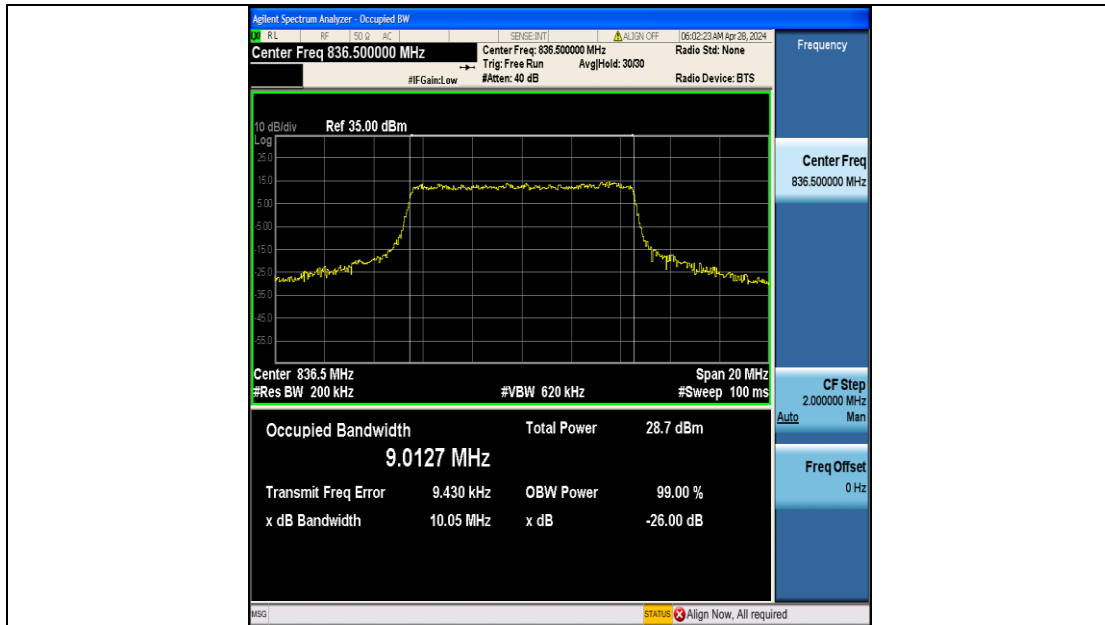 Agilent Spectrum Analyzer - Occupied BW
RL RF 50 Ω AC SENSE:INT ALIGN OFF 06:02:23 AM Apr 28, 2024
Center Freq 836.500000 MHz
Center Freq: 836.500000 MHz Radio Std: None
Trig: Free Run Avg|Hold: 30/30
#IFGain:Low #Atten: 40 dB Radio Device: BTS
10 dB/div Ref 35.00 dBm
Log
25.0
15.0
5.00
-5.00
-15.0
-25.0
-35.0
-45.0
-55.0
Center 836.5 MHz Span 20 MHz
#Res BW 200 kHz #VBW 620 kHz #Sweep 100 ms
Occupied Bandwidth Total Power 28.7 dBm
9.0127 MHz
Transmit Freq Error 9.430 kHz OBW Power 99.00 %
x dB Bandwidth 10.05 MHz x dB -26.00 dB
Frequency
Center Freq
836.500000 MHz
CF Step
2.000000 MHz
Auto Man
Freq Offset
0 Hz
MSG STATUS Align Now, All required